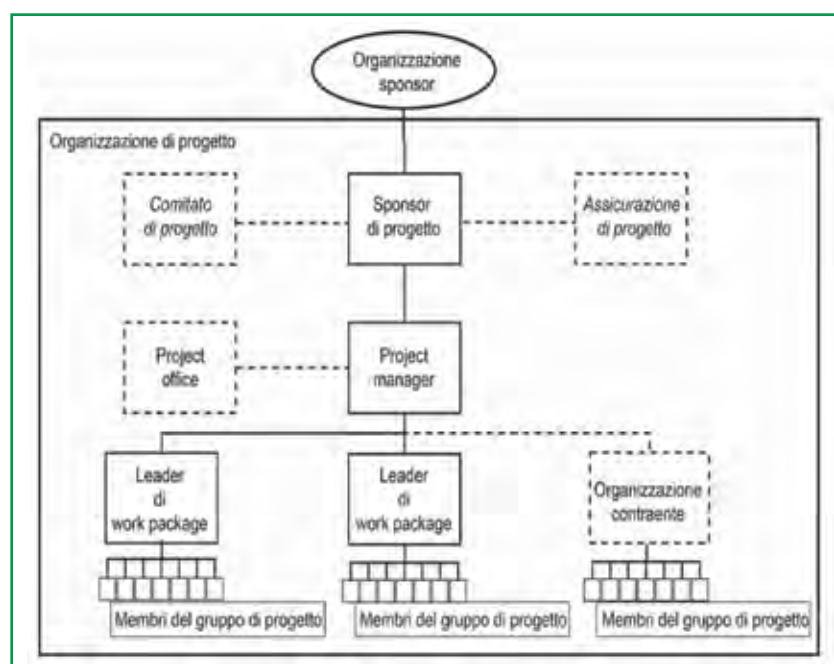 Organizzazione
sponsor
Organizzazione di progetto
Comitato
di progetto
Sponsor
di progetto
Assicurazione
di progetto
Project
office
Project
manager
Leader
di
work package
Leader
di
work package
Organizzazione
contraente
Membri del gruppo di progetto
Membri del gruppo di progetto
Membri del gruppo di progetto